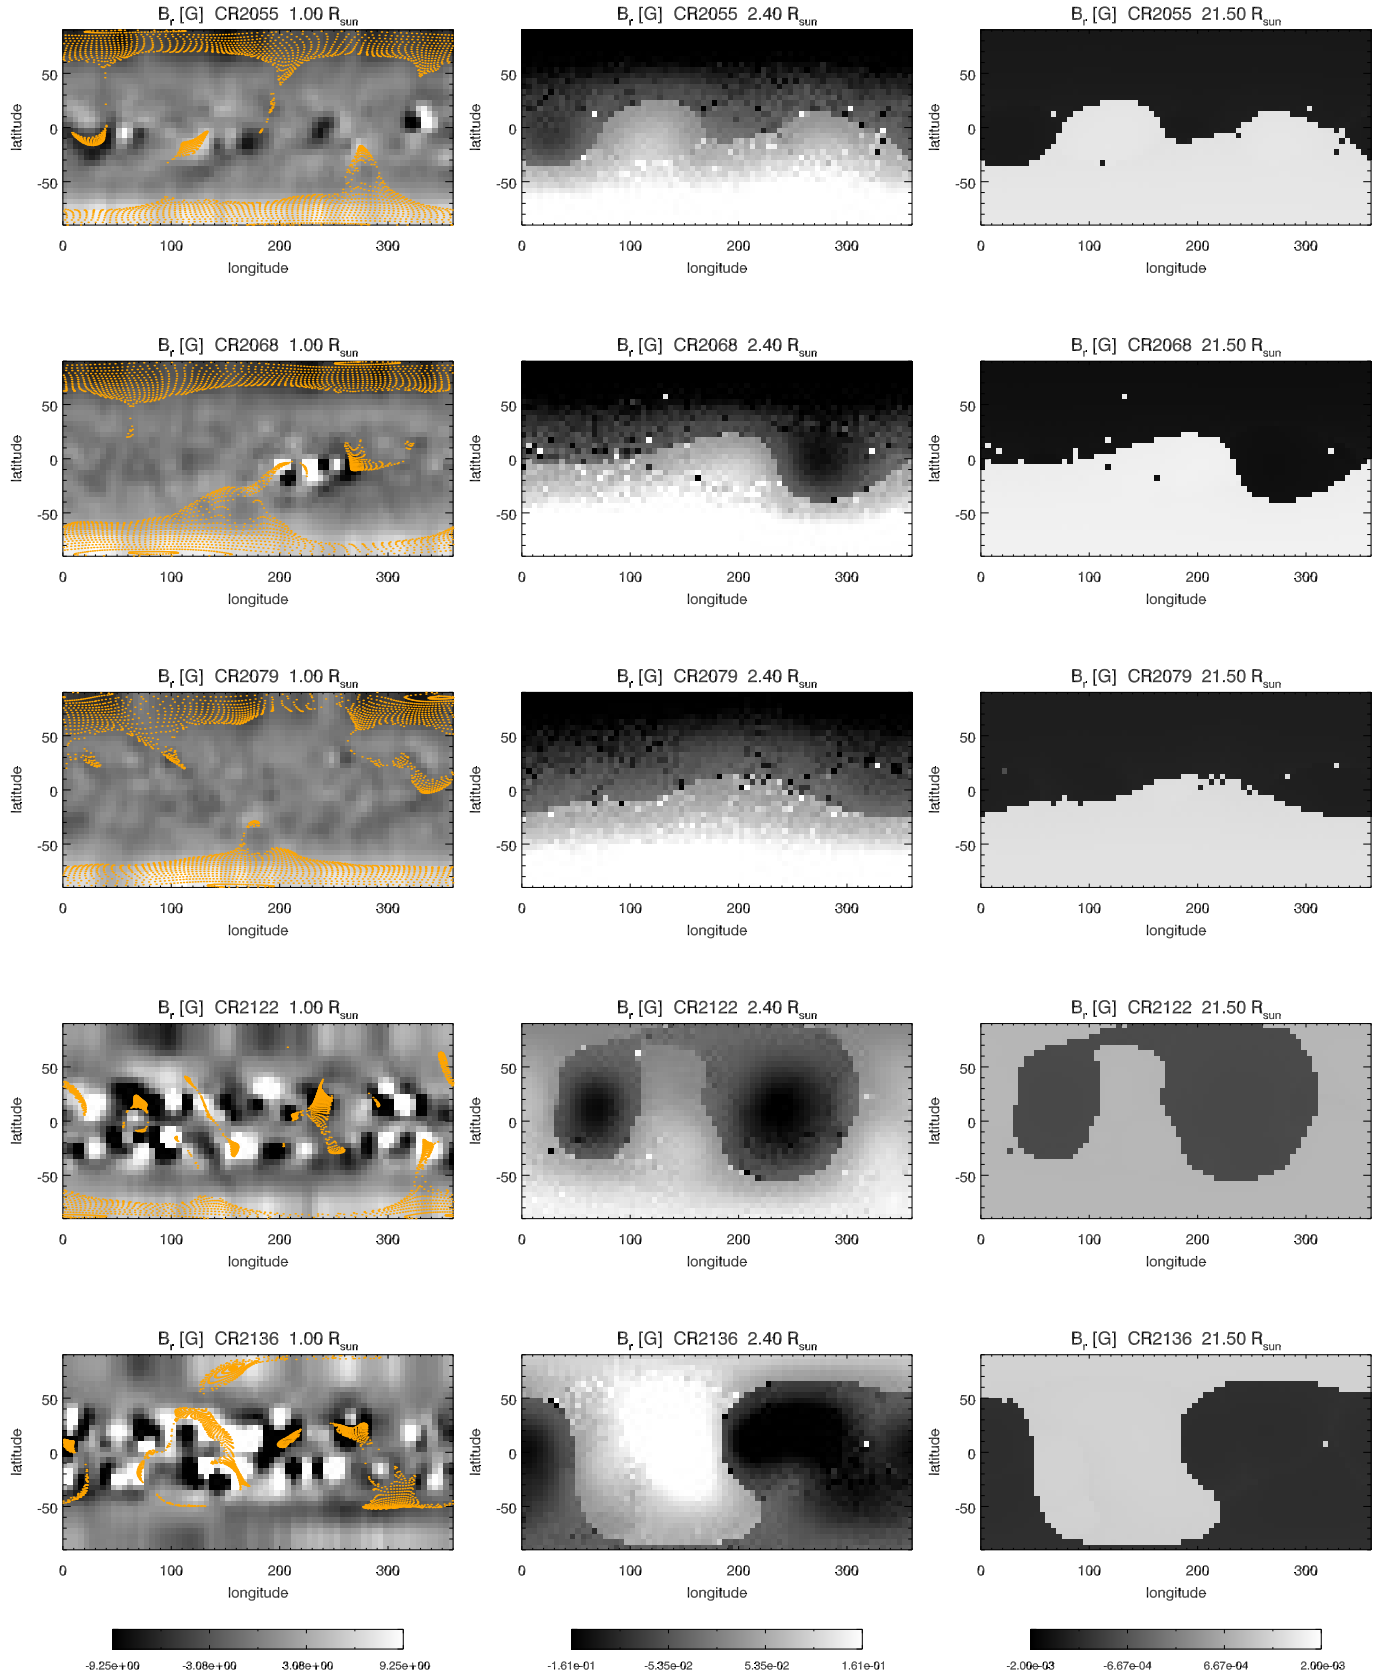 B_r [G] CR2055 1.00 R_sun
B_r [G] CR2055 2.40 R_sun
B_r [G] CR2055 21.50 R_sun
latitude
50
0
-50
0 100 200 300
longitude
latitude
50
0
-50
0 100 200 300
longitude
latitude
50
0
-50
0 100 200 300
longitude
B_r [G] CR2068 1.00 R_sun
B_r [G] CR2068 2.40 R_sun
B_r [G] CR2068 21.50 R_sun
latitude
50
0
-50
0 100 200 300
longitude
latitude
50
0
-50
0 100 200 300
longitude
latitude
50
0
-50
0 100 200 300
longitude
B_r [G] CR2079 1.00 R_sun
B_r [G] CR2079 2.40 R_sun
B_r [G] CR2079 21.50 R_sun
latitude
50
0
-50
0 100 200 300
longitude
latitude
50
0
-50
0 100 200 300
longitude
latitude
50
0
-50
0 100 200 300
longitude
B_r [G] CR2122 1.00 R_sun
B_r [G] CR2122 2.40 R_sun
B_r [G] CR2122 21.50 R_sun
latitude
50
0
-50
0 100 200 300
longitude
latitude
50
0
-50
0 100 200 300
longitude
latitude
50
0
-50
0 100 200 300
longitude
B_r [G] CR2136 1.00 R_sun
B_r [G] CR2136 2.40 R_sun
B_r [G] CR2136 21.50 R_sun
latitude
50
0
-50
0 100 200 300
longitude
latitude
50
0
-50
0 100 200 300
longitude
latitude
50
0
-50
0 100 200 300
longitude
-9.25e+00 -3.08e+00 3.08e+00 9.25e+00
-1.61e-01 -5.35e-02 5.35e-02 1.61e-01
-2.00e-03 -6.67e-04 6.67e-04 2.00e-03